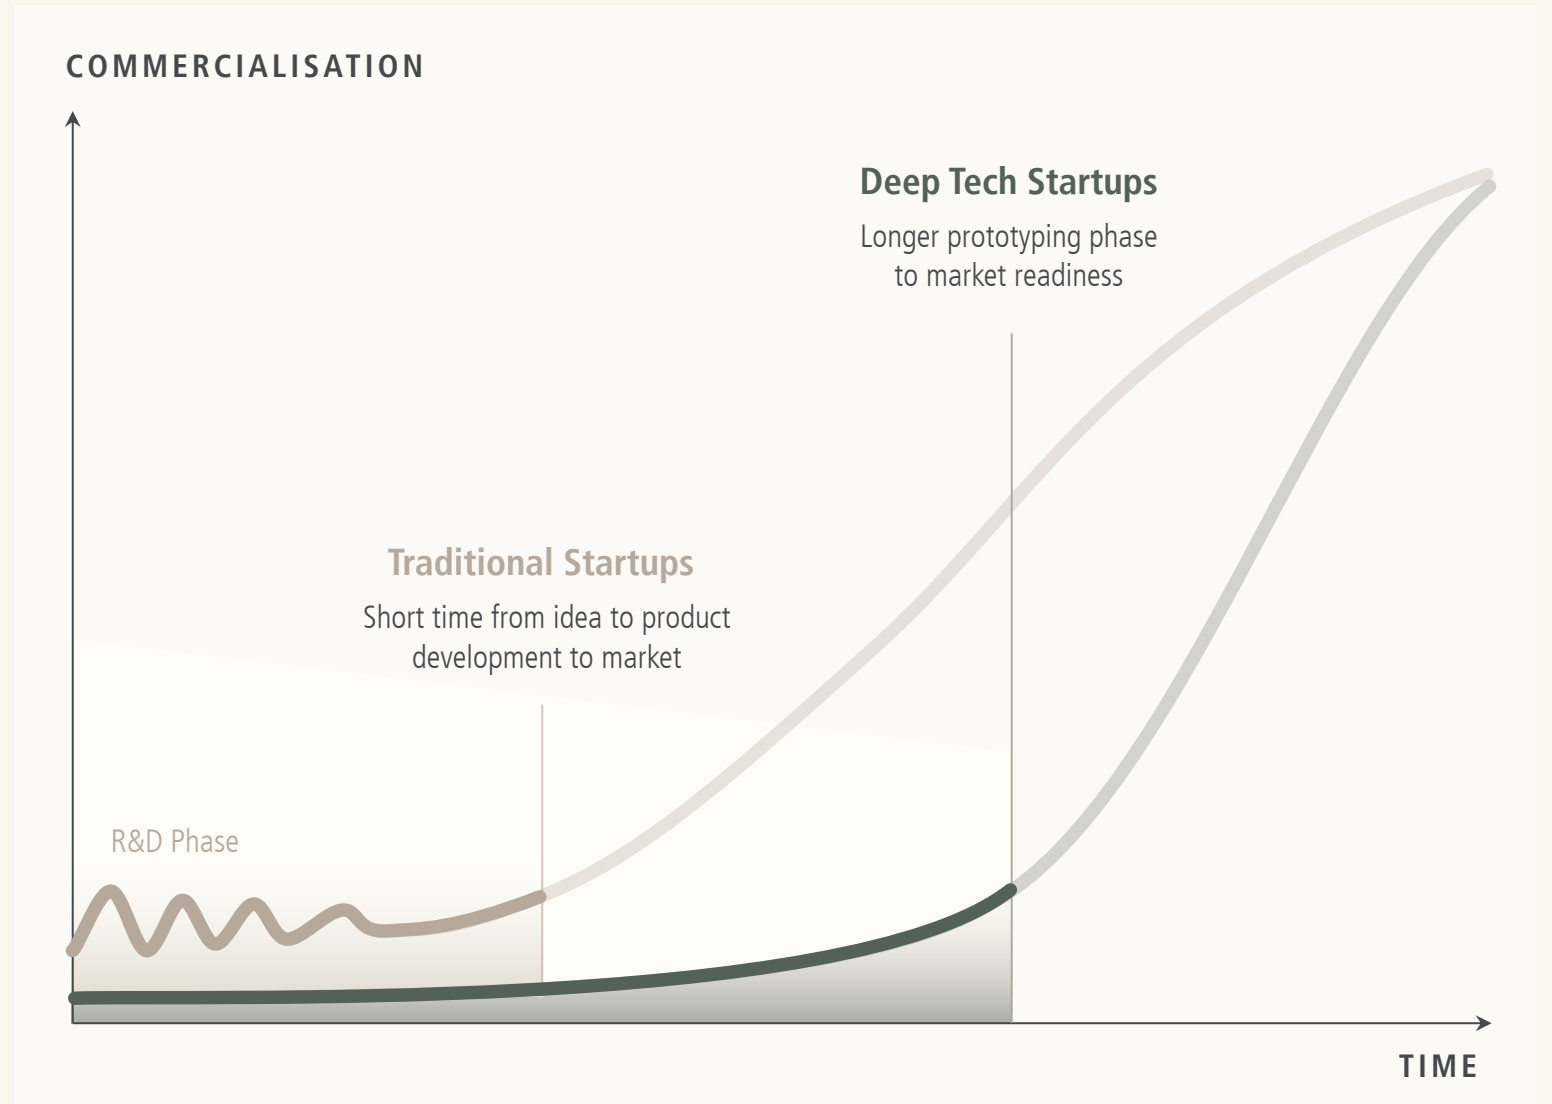 COMMERCIALISATION
Deep Tech Startups
Longer prototyping phase
to market readiness
Traditional Startups
Short time from idea to product
development to market
R&D Phase
TIME